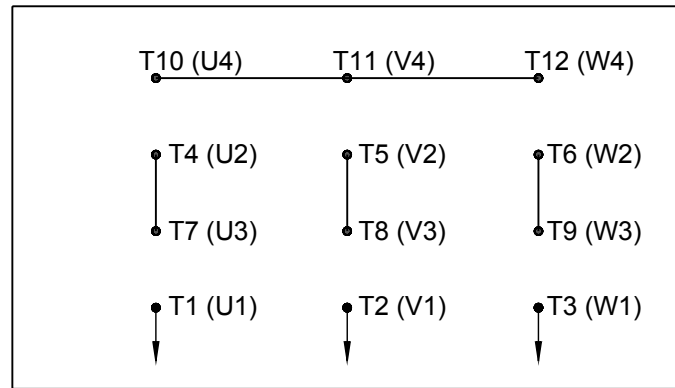 T10 (U4) T11 (V4) T12 (W4)
T4 (U2) T5 (V2) T6 (W2)
T7 (U3) T8 (V3) T9 (W3)
T1 (U1) T2 (V1) T3 (W1)